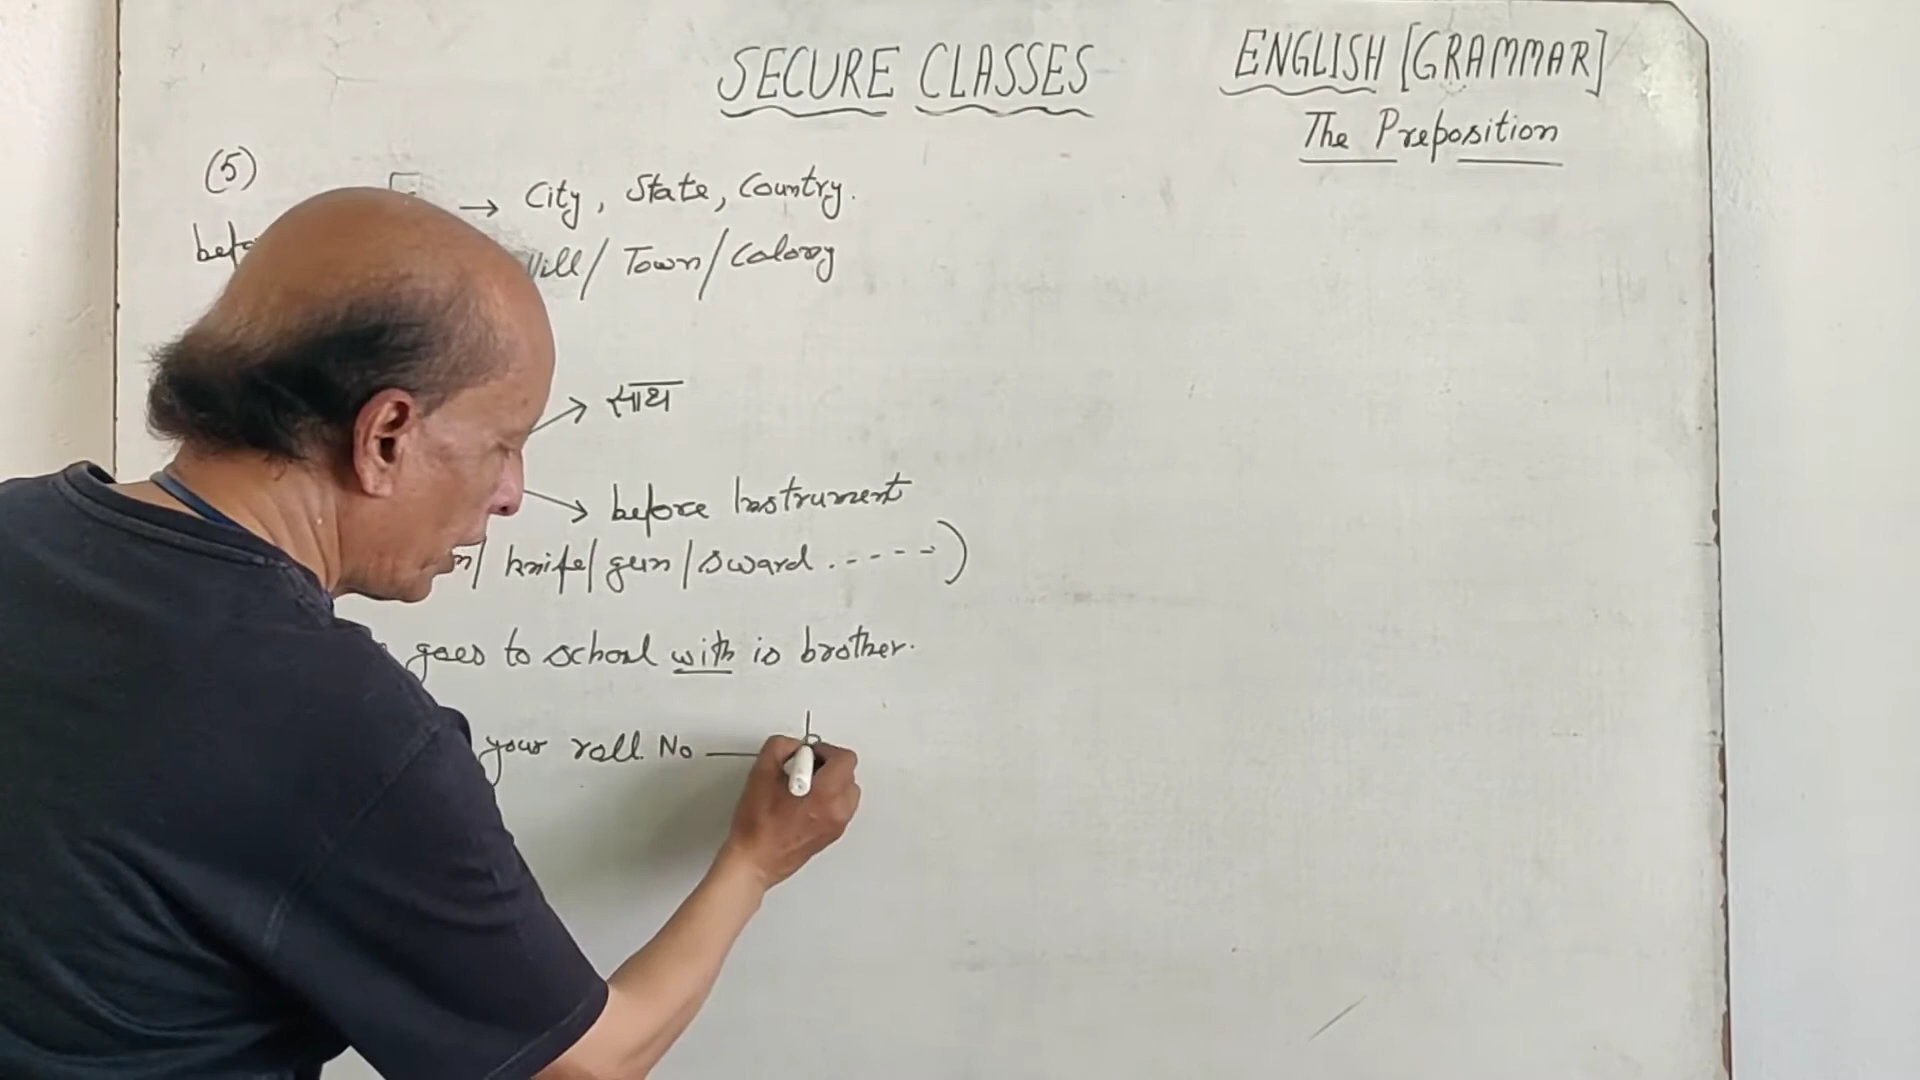 SECURE CLASSES
ENGLISH [GRAMMAR]
The Preposition
(5)
→ City, State, Country.
Vill/ Town/ Colony
→ साथ
→ before Instrument
knife/ gun/ sward .----)
goes to school with is brother.
your roll No —